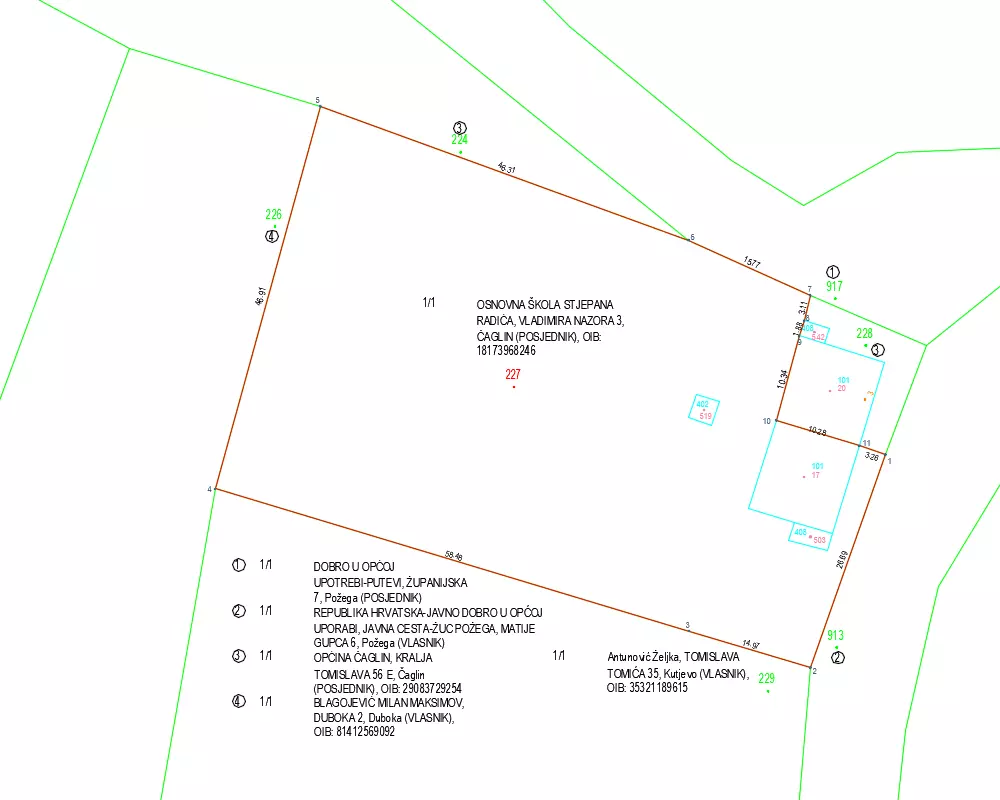 5
3
224
46.31
226
4
6
15.77
1
7
917
3.11
8
1.88
9
542
228
3
46.91
1/1
OSNOVNA ŠKOLA STJEPANA
RADIĆA, VLADIMIRA NAZORA 3,
ČAGLIN (POSJEDNIK), OIB:
18173968246
227
10.34
101
20
3
402
519
10
10.28
11
3.26
1
101
17
4
406
503
58.46
26.69
3
14.97
913
2
2
229
1 1/1 DOBRO U OPĆOJ
UPOTREBI-PUTEVI, ŽUPANIJSKA
7, Požega (POSJEDNIK)
2 1/1 REPUBLIKA HRVATSKA-JAVNO DOBRO U OPĆOJ
UPORABI, JAVNA CESTA-ŽUC POŽEGA, MATIJE
GUPCA 6, Požega (VLASNIK)
3 1/1 OPĆINA ČAGLIN, KRALJA
TOMISLAVA 56 E, Čaglin
(POSJEDNIK), OIB: 29083729254
4 1/1 BLAGOJEVIĆ MILAN MAKSIMOV,
DUBOKA 2, Duboka (VLASNIK),
OIB: 81412569092
1/1 Antunović Željka, TOMISLAVA
TOMIĆA 35, Kutjevo (VLASNIK),
OIB: 35321189615